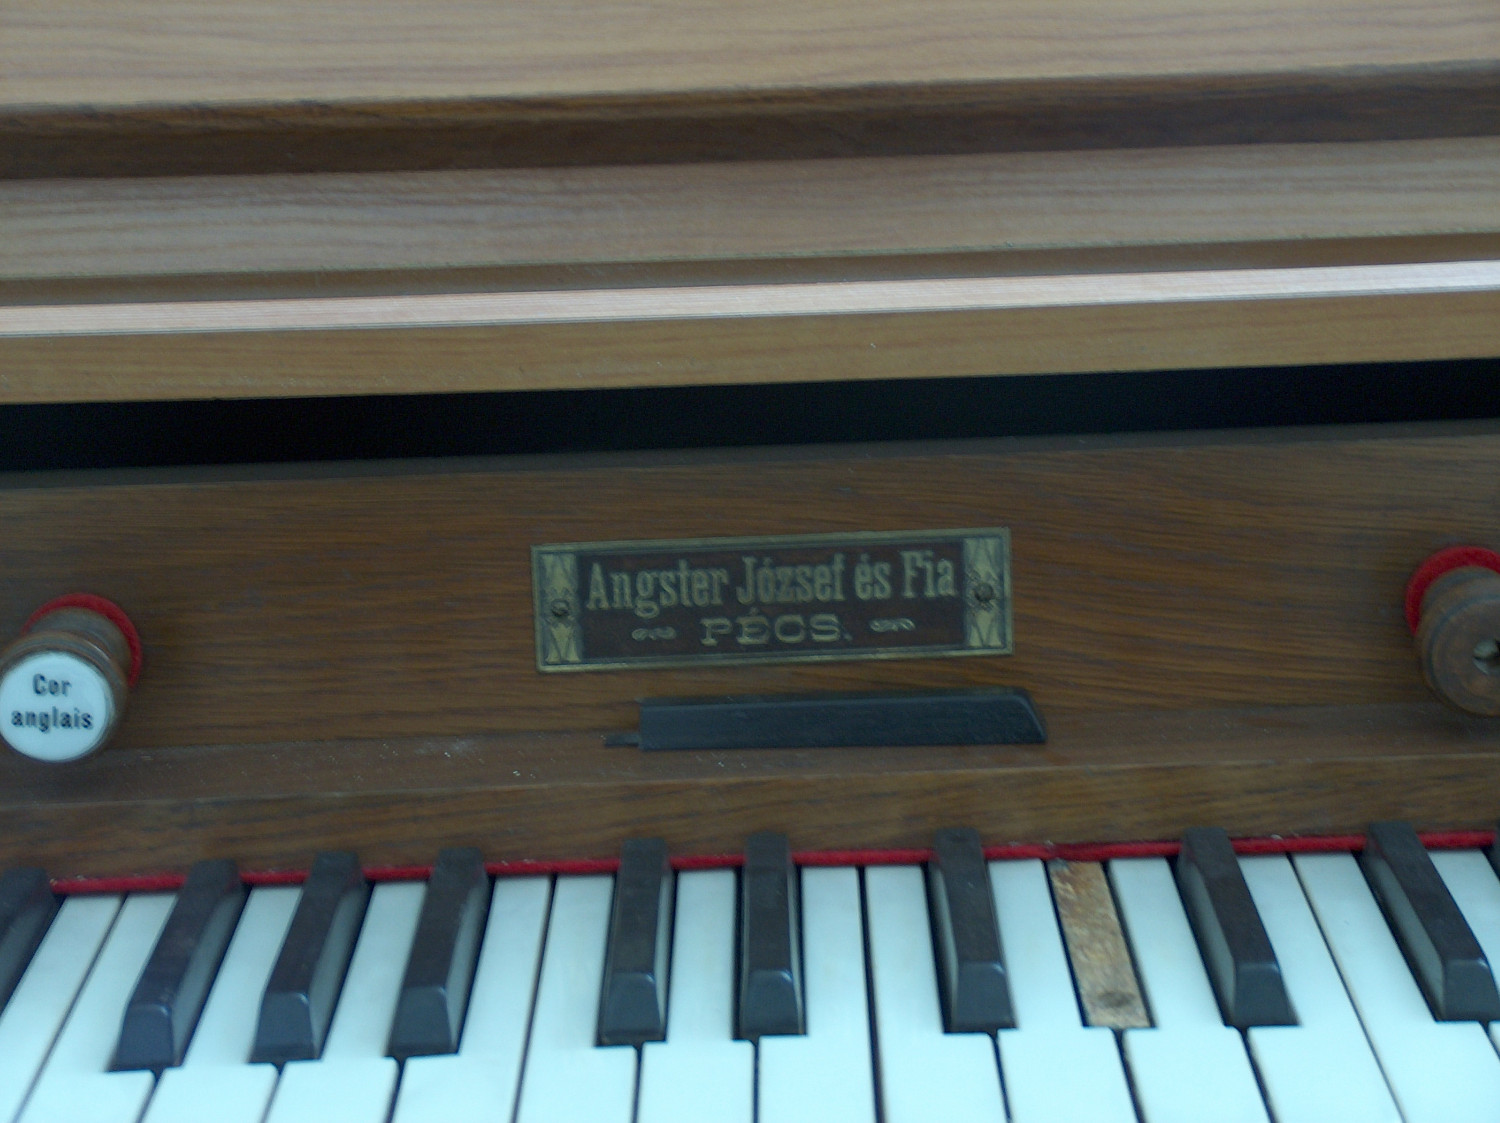 Angster József és Fia
PÉCS.
Cor
anglais